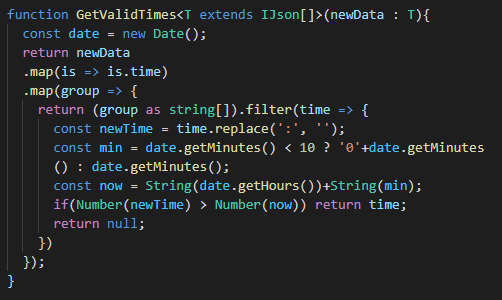 function GetValidTimes<T extends IJson[]>(newData : T){
const date = new Date();
return newData
.map(is => is.time)
.map(group => {
return (group as string[]).filter(time => {
const newTime = time.replace(':', '');
const min = date.getMinutes() < 10 ? '0'+date.getMinutes
() : date.getMinutes();
const now = String(date.getHours())+String(min);
if(Number(newTime) > Number(now)) return time;
return null;
})
});
}